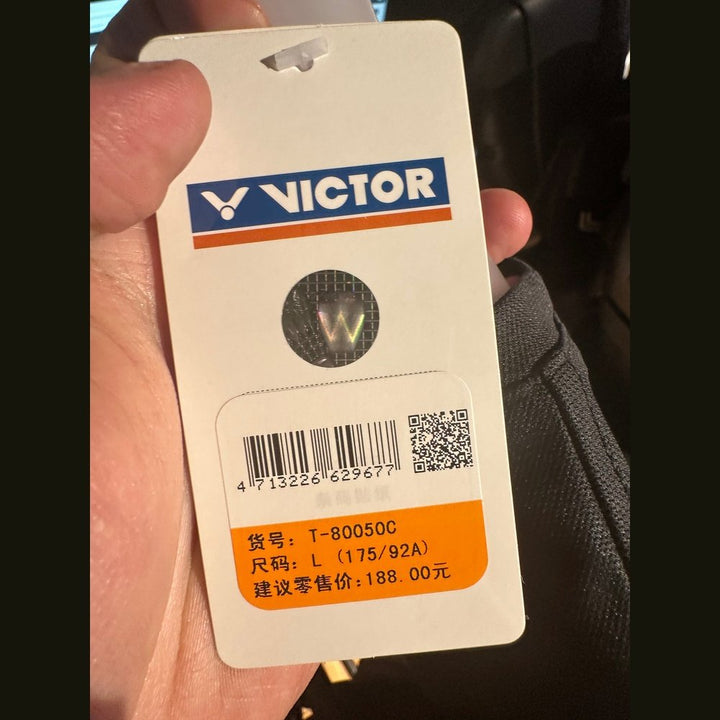 VICTOR
V
4 713226 629677
货号: T-80050C
尺码: L (175/92A)
建议零售价:188.00元